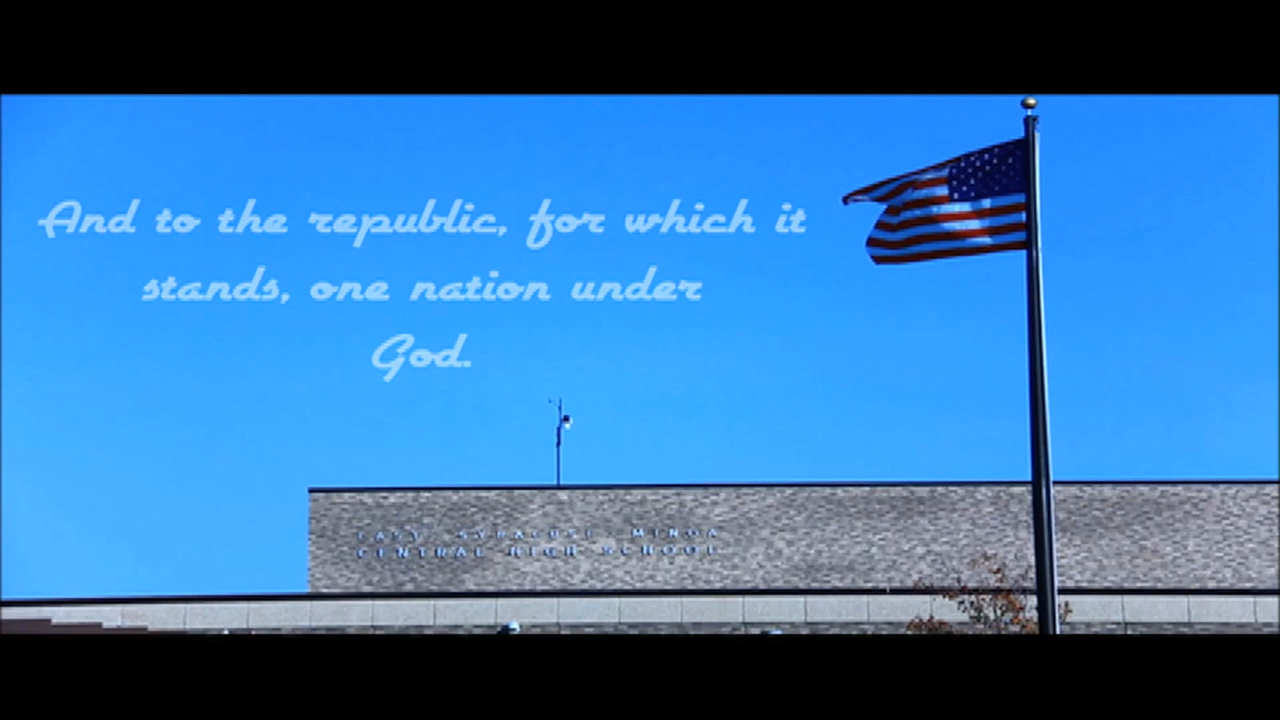 And to the republic, for which it
stands, one nation under
God.
EAST SYRACUSE MINOA
CENTRAL HIGH SCHOOL